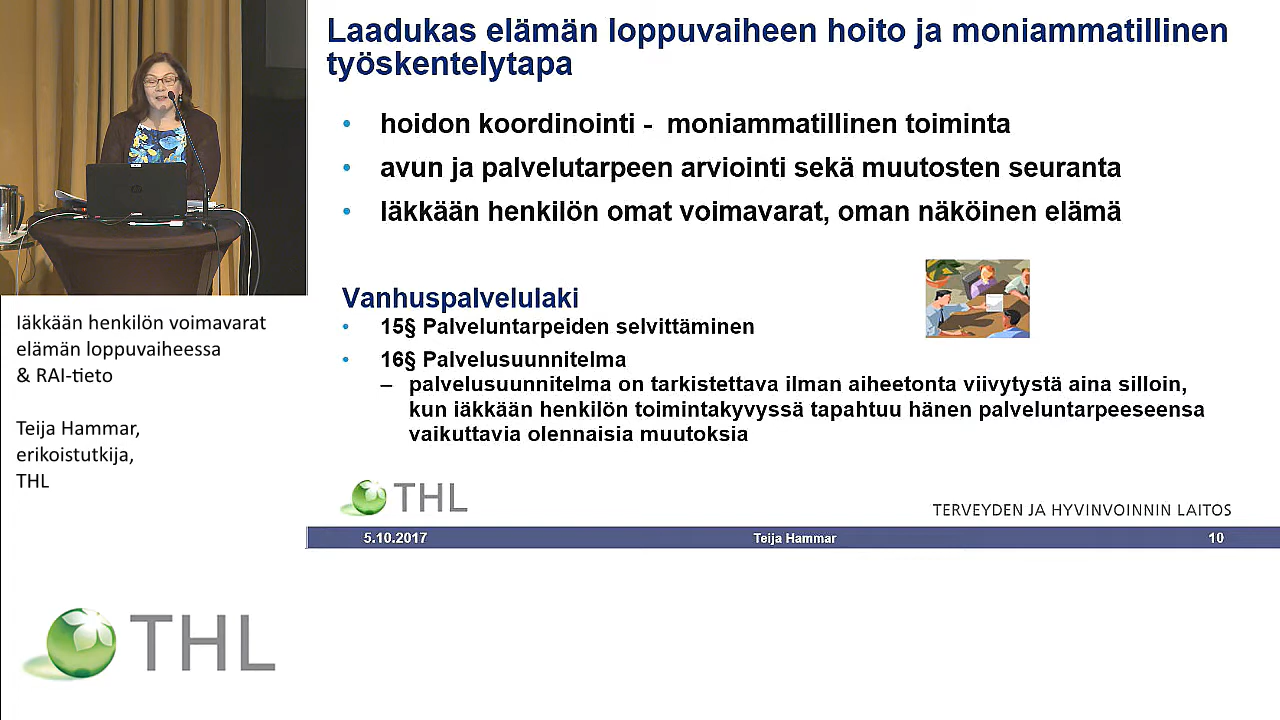 Laadukas elämän loppuvaiheen hoito ja moniammatillinen
työskentelytapa
• hoidon koordinointi - moniammatillinen toiminta
• avun ja palvelutarpeen arviointi sekä muutosten seuranta
• Iäkkään henkilön omat voimavarat, oman näköinen elämä
Vanhuspalvelulaki
• 15§ Palveluntarpeiden selvittäminen
• 16§ Palvelusuunnitelma
– palvelusuunnitelma on tarkistettava ilman aiheetonta viivytystä aina silloin,
kun iäkkään henkilön toimintakyvyssä tapahtuu hänen palveluntarpeeseensa
vaikuttavia olennaisia muutoksia
THL
TERVEYDEN JA HYVINVOINNIN LAITOS
5.10.2017
Teija Hammar
10
Iäkkään henkilön voimavarat
elämän loppuvaiheessa
& RAI-tieto
Teija Hammar,
erikoistutkija,
THL
THL